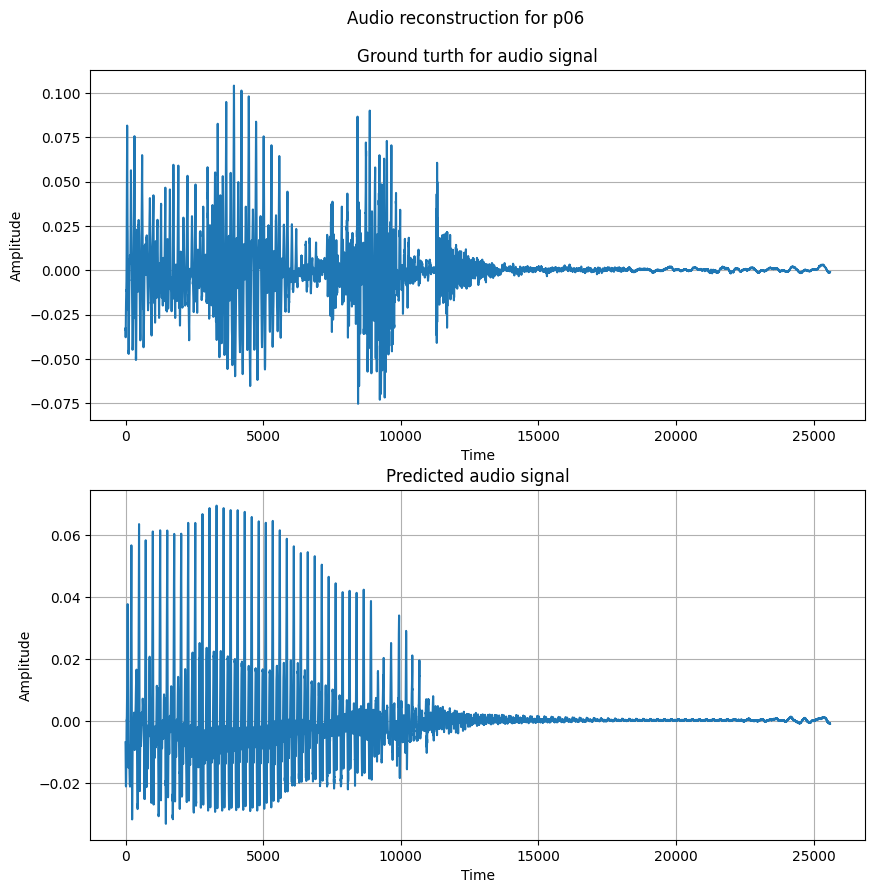 Audio reconstruction for p06
Ground turth for audio signal
0.100
0.075
0.050
0.025
0.000
−0.025
−0.050
−0.075
Amplitude
0 5000 10000 15000 20000 25000
Time
Predicted audio signal
0.06
0.04
0.02
0.00
−0.02
Amplitude
0 5000 10000 15000 20000 25000
Time